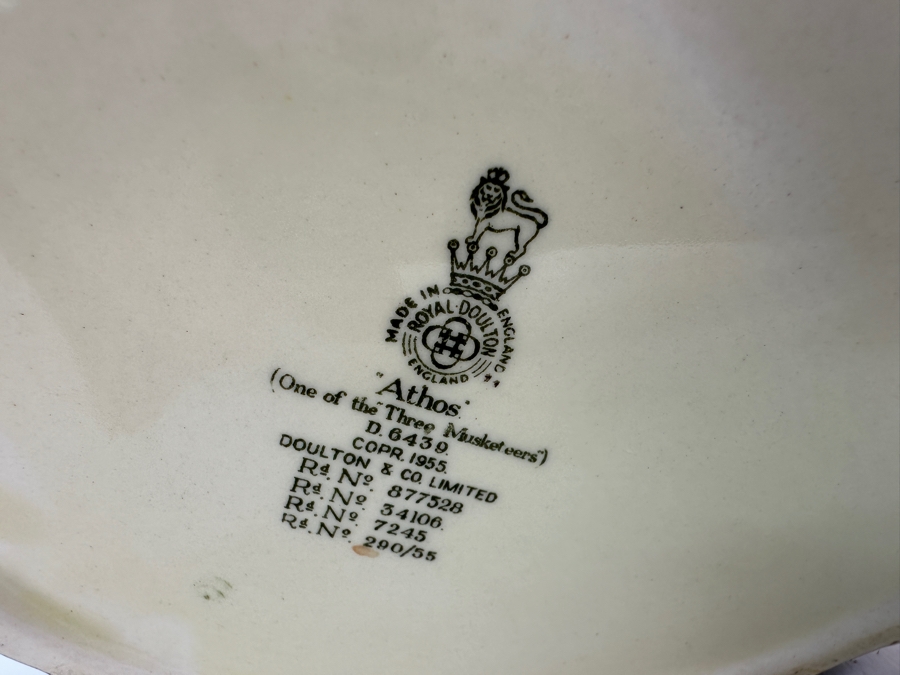 MADE IN ENGLAND
ROYAL·DOULTON
ENGLAND
"Athos"
(One of the "Three Musketeers")
D. 6439.
COPR. 1955.
DOULTON & CO. LIMITED
Rd. No. 877528
Rd. No. 34106.
Rd. No. 7245
Rd. No. 290/55